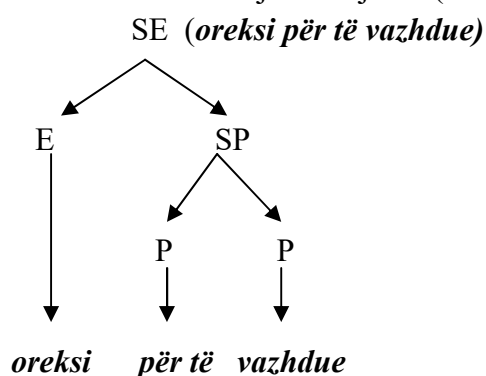 SE (oreksi për të vazhdue)
E SP
P P
oreksi për të vazhdue